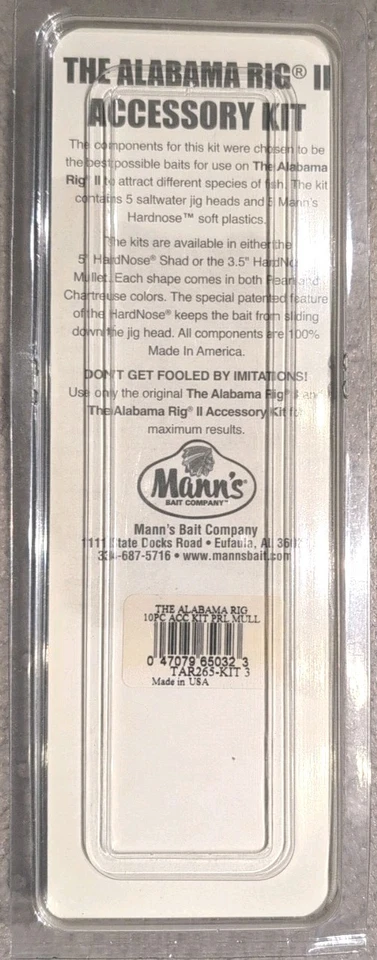 THE ALABAMA RIG® II
ACCESSORY KIT
The components for this kit were chosen to be
the best possible baits for use on The Alabama
Rig® II to attract different species of fish. The kit
contains 5 saltwater jig heads and 5 Mann's
Hardnose™ soft plastics.
The kits are available in either the
5" HardNose® Shad or the 3.5" HardNo
Mullet. Each shape comes in both Pearl and
Chartreuse colors. The special patented feature
of the HardNose® keeps the bait from sliding
down the jig head. All components are 100%
Made In America.
DON'T GET FOOLED BY IMITATIONS!
Use only the original The Alabama Rig® II an
The Alabama Rig® II Accessory Kit for
maximum results.
Mann's®
BAIT COMPANY™
Mann's Bait Company
1111 State Docks Road • Eufaula, AL 360
334-687-5716 • www.mannsbait.com
THE ALABAMA RIG
10PC ACC KIT PRL MULL
0 47079 65032 3
TAR265-KIT 3
Made in USA